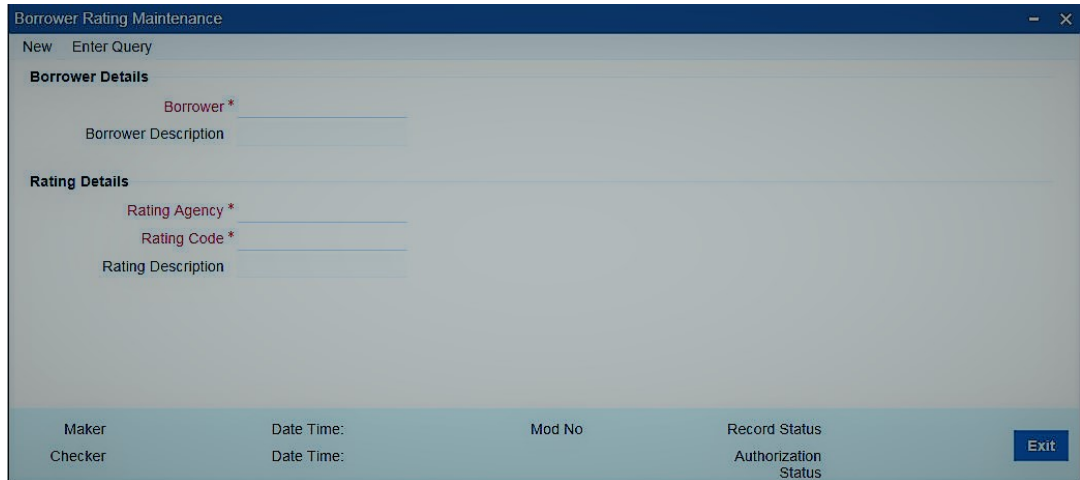 Borrower Rating Maintenance
New Enter Query
Borrower Details
Borrower *
Borrower Description
Rating Details
Rating Agency *
Rating Code *
Rating Description
Maker Date Time: Mod No Record Status
Checker Date Time: Authorization
Status
Exit